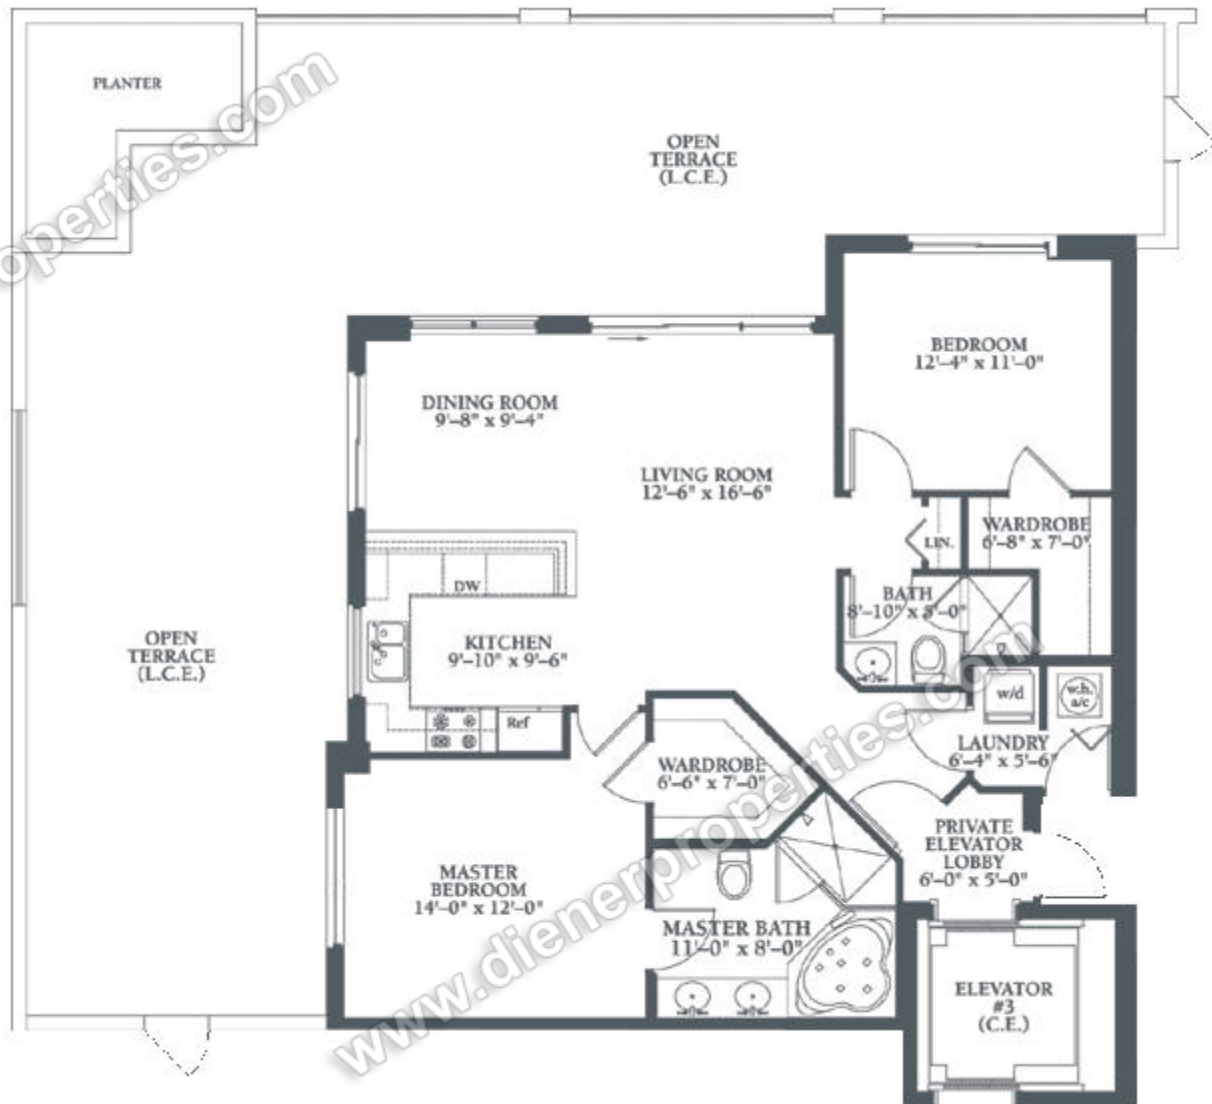 PLANTER
OPEN
TERRACE
(L.C.E.)
BEDROOM
12'–4" x 11'–0"
DINING ROOM
9'–8" x 9'–4"
LIVING ROOM
12'–6" x 16'–6"
LIN.
WARDROBE
6'–8" x 7'–0"
DW
BATH
8'–10" x 5'–0"
OPEN
TERRACE
(L.C.E.)
KITCHEN
9'–10" x 9'–6"
w/d
w.h.
a/c
Ref
LAUNDRY
6'–4" x 5'–6"
WARDROBE
6'–6" x 7'–0"
PRIVATE
ELEVATOR
LOBBY
6'–0" x 5'–0"
MASTER
BEDROOM
14'–0" x 12'–0"
MASTER BATH
11'–0" x 8'–0"
ELEVATOR
#3
(C.E.)
operties.com
www.dienerproperties.com